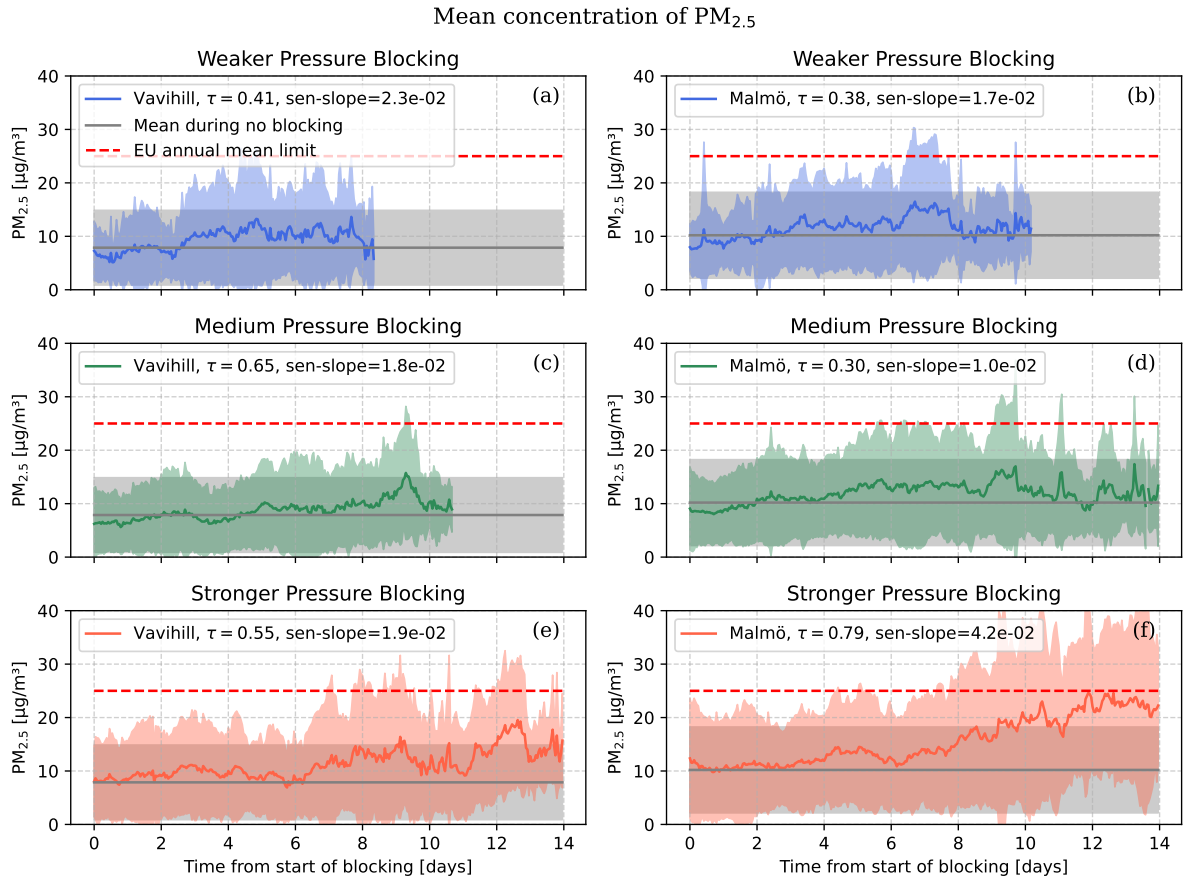 Mean concentration of PM₂.₅
Weaker Pressure Blocking
PM₂.₅ [µg/m³]
40
30
20
10
0
Vavihill, τ = 0.41, sen-slope=2.3e-02
Mean during no blocking
EU annual mean limit
(a)
Weaker Pressure Blocking
PM₂.₅ [µg/m³]
40
30
20
10
0
Malmö, τ = 0.38, sen-slope=1.7e-02
(b)
Medium Pressure Blocking
PM₂.₅ [µg/m³]
40
30
20
10
0
Vavihill, τ = 0.65, sen-slope=1.8e-02
(c)
Medium Pressure Blocking
PM₂.₅ [µg/m³]
40
30
20
10
0
Malmö, τ = 0.30, sen-slope=1.0e-02
(d)
Stronger Pressure Blocking
PM₂.₅ [µg/m³]
40
30
20
10
0
Vavihill, τ = 0.55, sen-slope=1.9e-02
(e)
0 2 4 6 8 10 12 14
Time from start of blocking [days]
Stronger Pressure Blocking
PM₂.₅ [µg/m³]
40
30
20
10
0
Malmö, τ = 0.79, sen-slope=4.2e-02
(f)
0 2 4 6 8 10 12 14
Time from start of blocking [days]